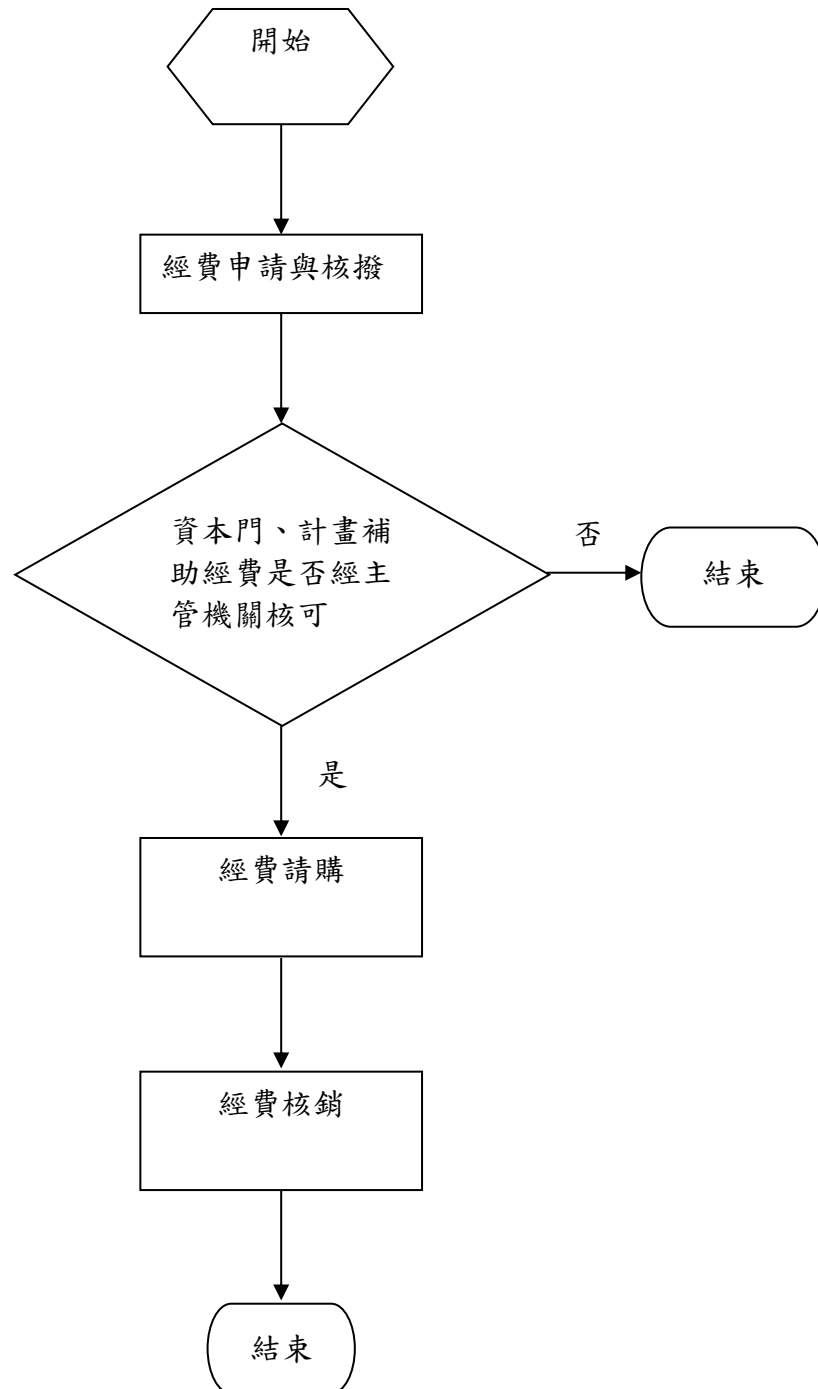 開始
經費申請與核撥
資本門、計畫補
助經費是否經主
管機關核可
否
結束
是
經費請購
經費核銷
結束